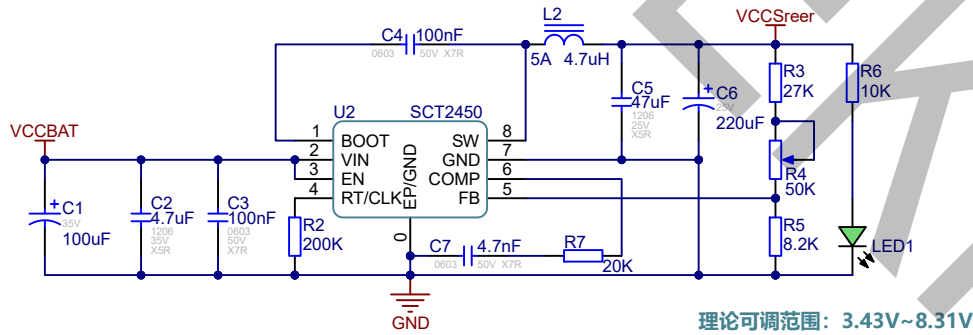 L2
VCCSreer
C4
100nF
0603
50V X7R
5A
4.7uH
R3
27K
R6
10K
C5
47uF
1206
25V
X5R
C6
25V
220uF
U2
SCT2450
VCCBAT
1
BOOT
SW
8
2
VIN
GND
7
3
EN
COMP
6
4
RT/CLK
FB
5
EP/GND
0
R4
50K
C1
35V
100uF
C2
4.7uF
1206
35V
X5R
C3
100nF
0603
50V
X7R
R2
200K
C7
4.7nF
0603
50V X7R
R7
20K
R5
8.2K
LED1
GND
理论可调范围：3.43V~8.31V